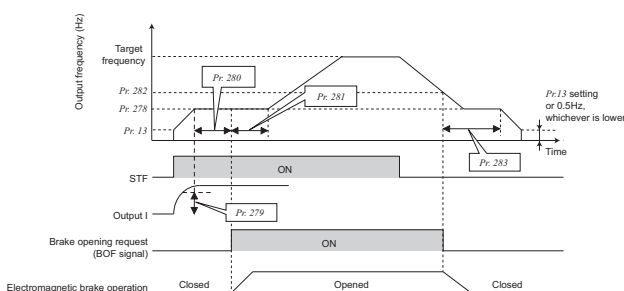 Output frequency (Hz)
Target
frequency
Pr. 280
Pr. 282
Pr. 281
Pr. 278
Pr. 13
Pr.13 setting
or 0.5Hz,
whichever is lower
Time
Pr. 283
STF
ON
Output I
Pr. 279
Brake opening request
(BOF signal)
ON
Electromagnetic brake operation
Closed
Opened
Closed